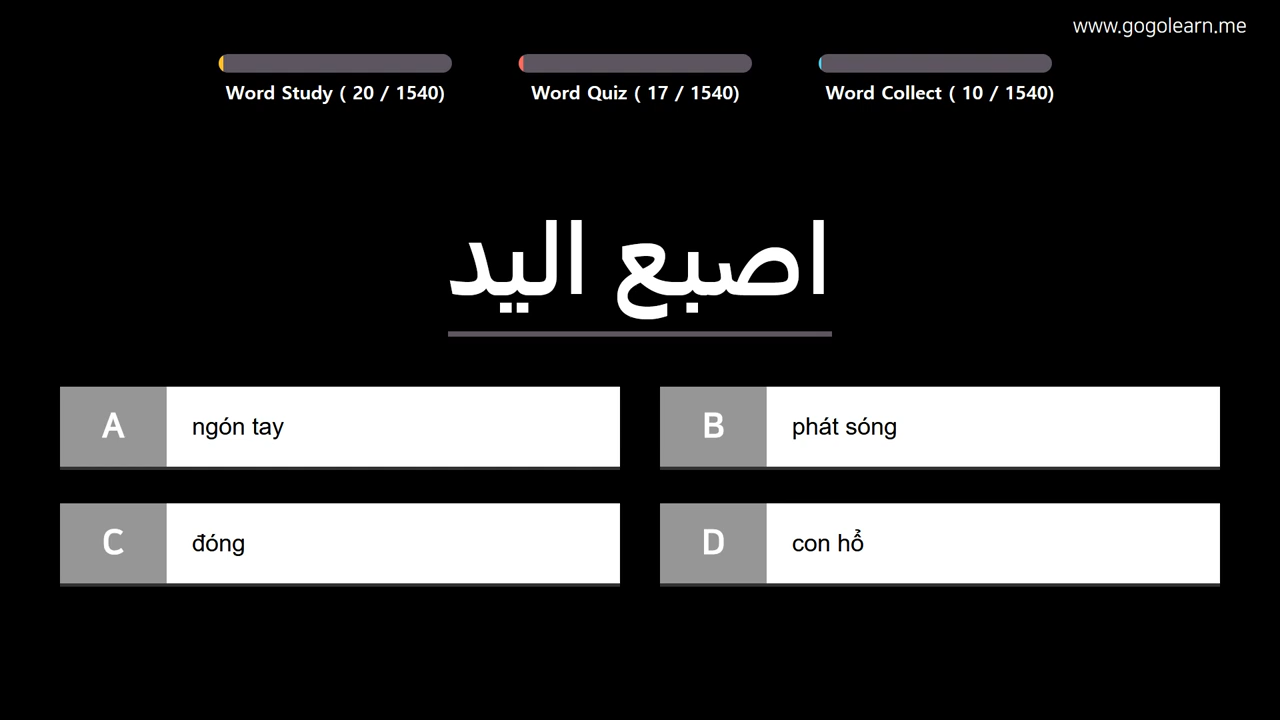 www.gogolearn.me
Word Study ( 20 / 1540)
Word Quiz ( 17 / 1540)
Word Collect ( 10 / 1540)
اصبع اليد
A
ngón tay
B
phát sóng
C
đóng
D
con hổ